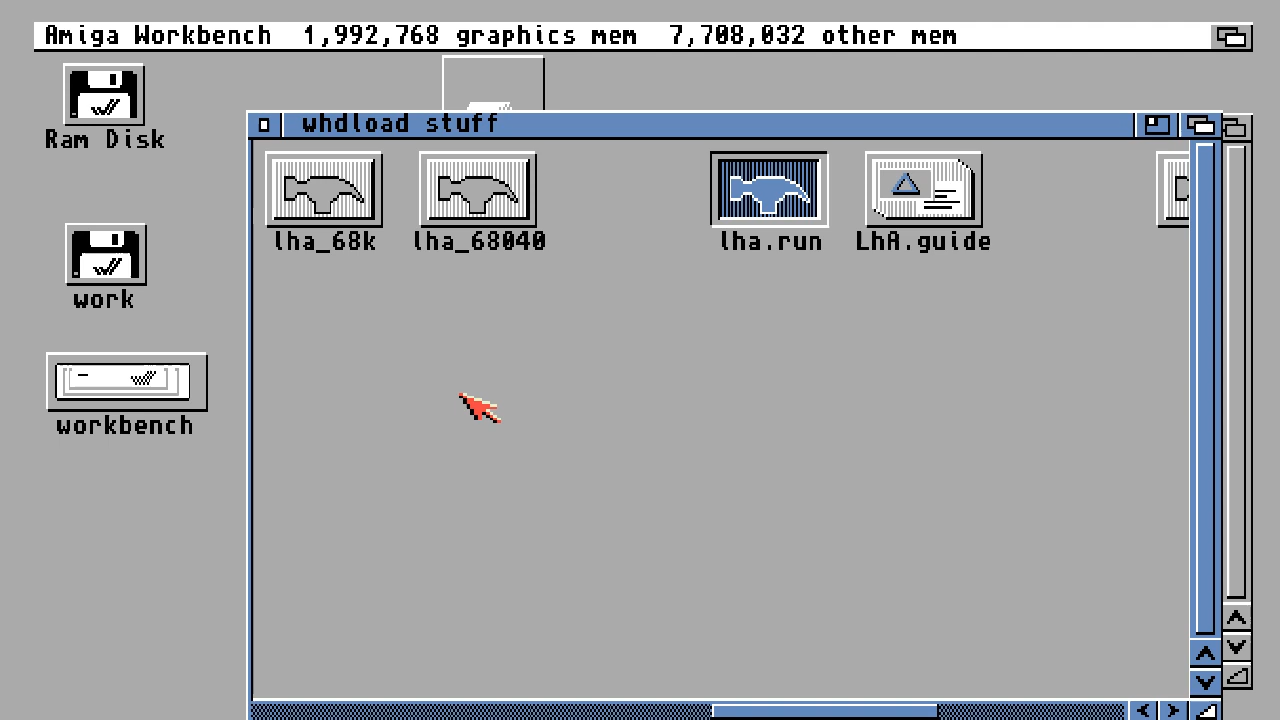 Amiga Workbench 1,992,768 graphics mem 7,708,032 other mem
Ram Disk
whdload stuff
lha_68k lha_68040 lha.run LhA.guide
work
workbench